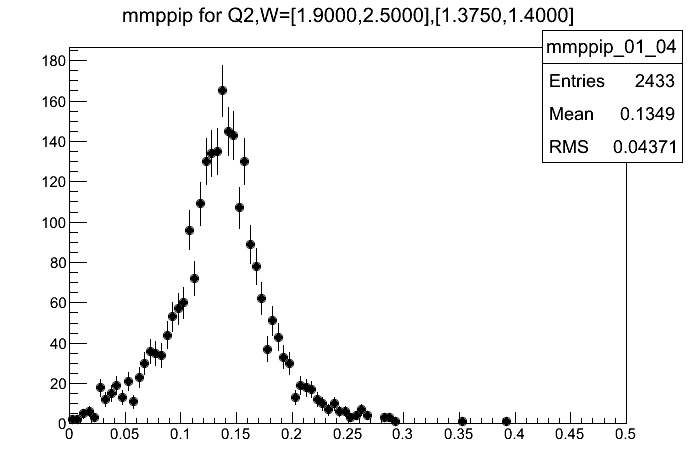 mmppip for Q2,W=[1.9000,2.5000],[1.3750,1.4000]
mmppip_01_04
Entries 2433
Mean 0.1349
RMS 0.04371
180
160
140
120
100
80
60
40
20
0
0 0.05 0.1 0.15 0.2 0.25 0.3 0.35 0.4 0.45 0.5